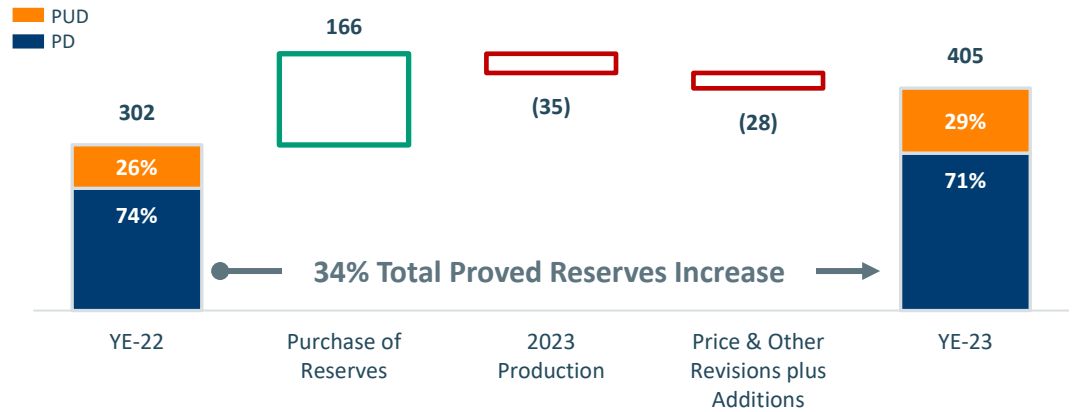 PUD
PD
302
26%
74%
166
(35)
(28)
405
29%
71%
34% Total Proved Reserves Increase
YE-22
Purchase of
Reserves
2023
Production
Price & Other
Revisions plus
Additions
YE-23